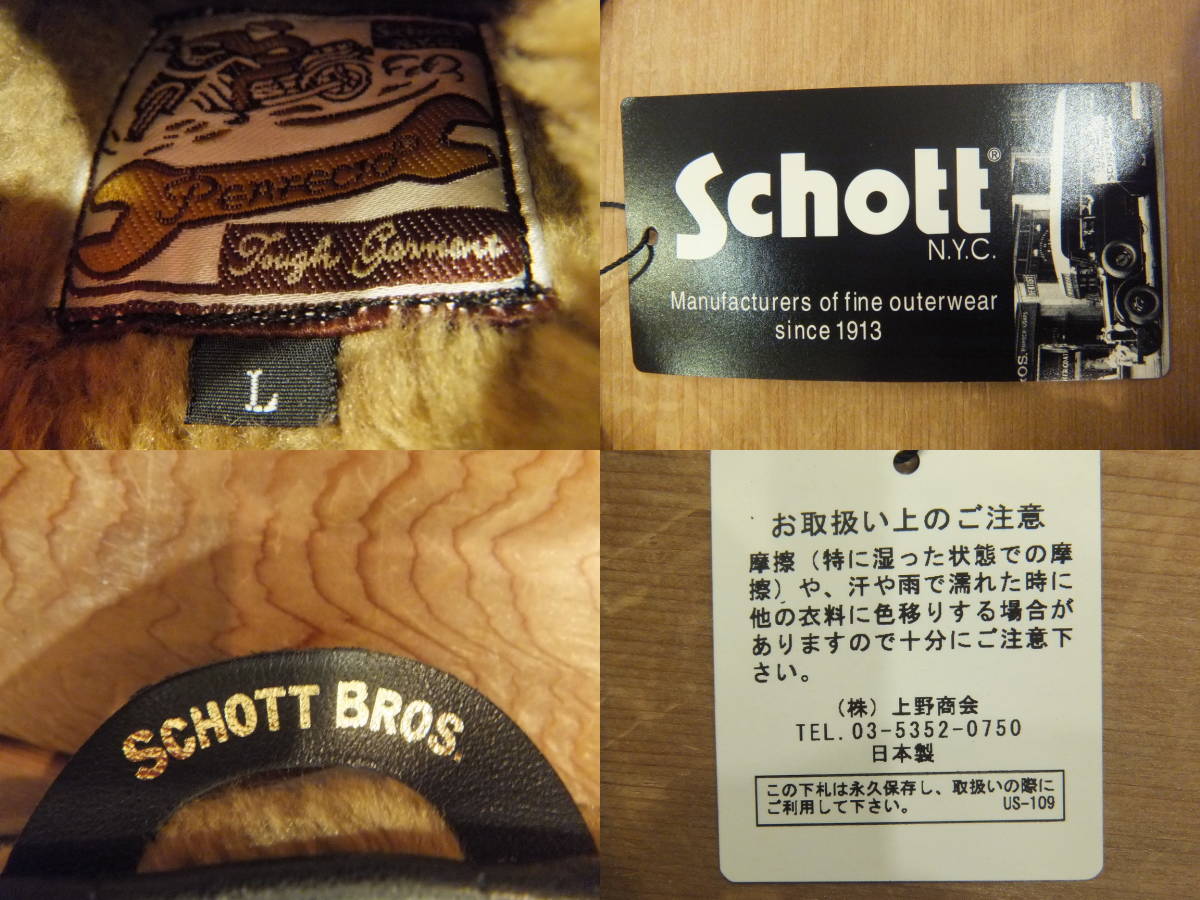 Schott
N.Y.C.
Perfecto®
Tough Garment
L
Schott®
N.Y.C.
Manufacturers of fine outerwear
since 1913
SCHOTT BROS.
お取扱い上のご注意
摩擦（特に湿った状態での摩
擦）や、汗や雨で濡れた時に
他の衣料に色移りする場合が
ありますので十分にご注意下
さい。
（株）上野商会
TEL. 03-5352-0750
日本製
この下札は永久保存し、取扱いの際に
ご利用して下さい。 US-109